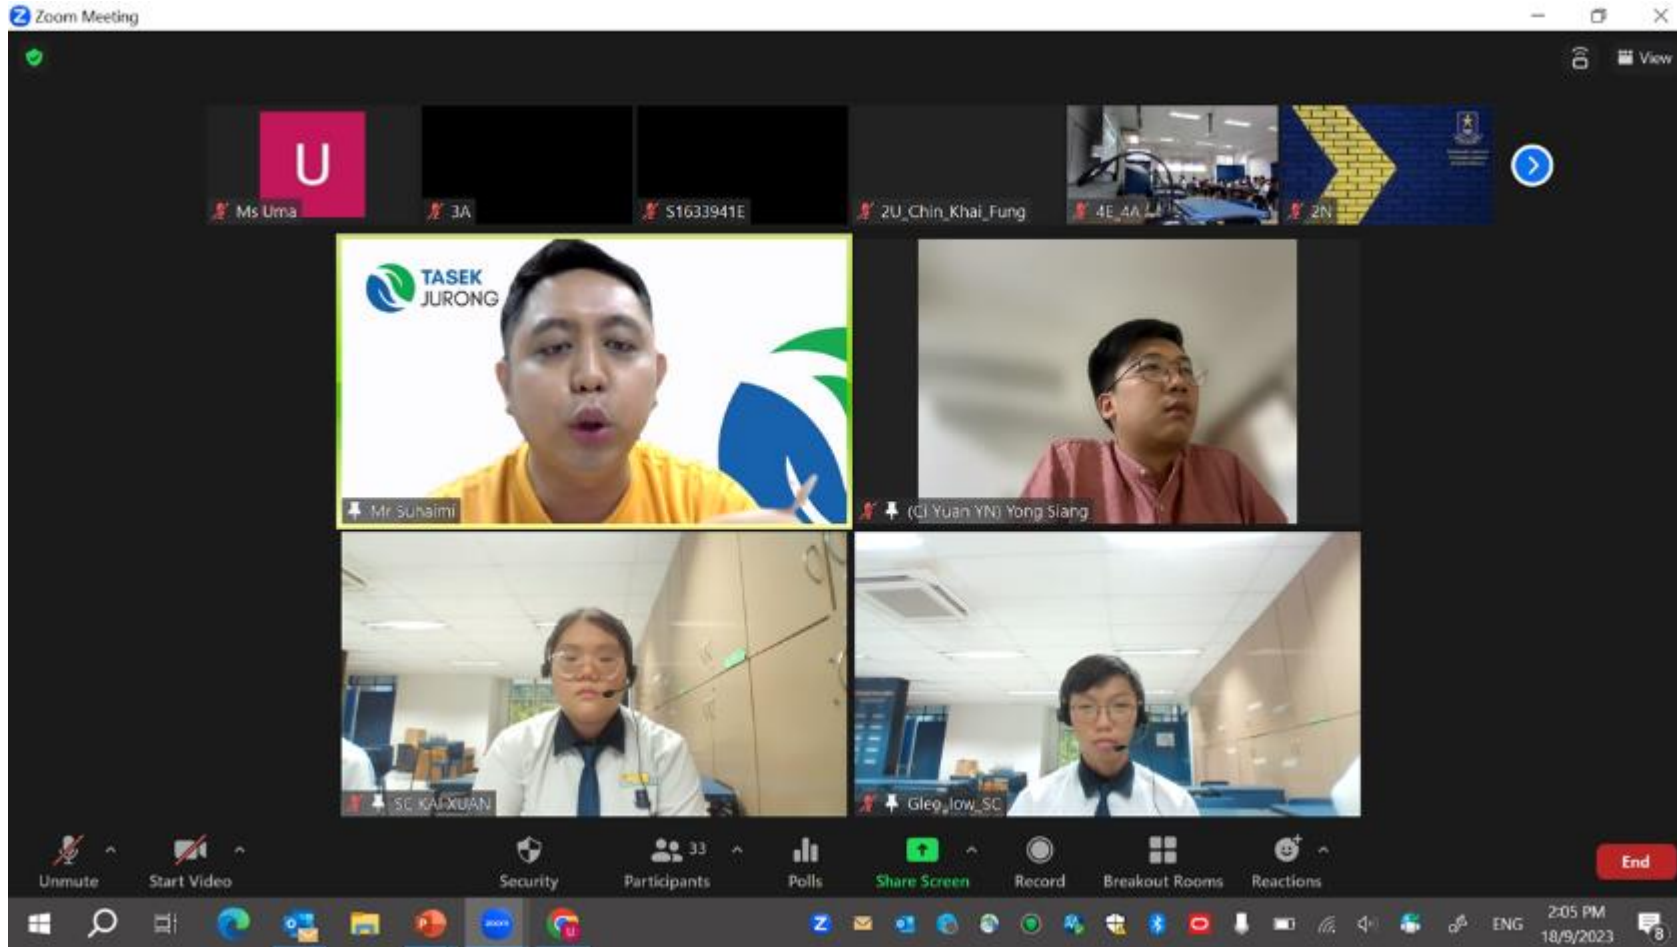 Zoom Meeting
View
U
Ms Uma
3A
S1633941E
2U_Chin_Khai_Fung
4E_4A
2N
TASEK
JURONG
Mr Suhaimi
(Ci Yuan YN) Yong Siang
SC KAI XUAN
Gleo_low_SC
Unmute
Start Video
Security
Participants
33
Polls
Share Screen
Record
Breakout Rooms
Reactions
End
zoom
U
Z
ENG
2:05 PM
18/9/2023
8